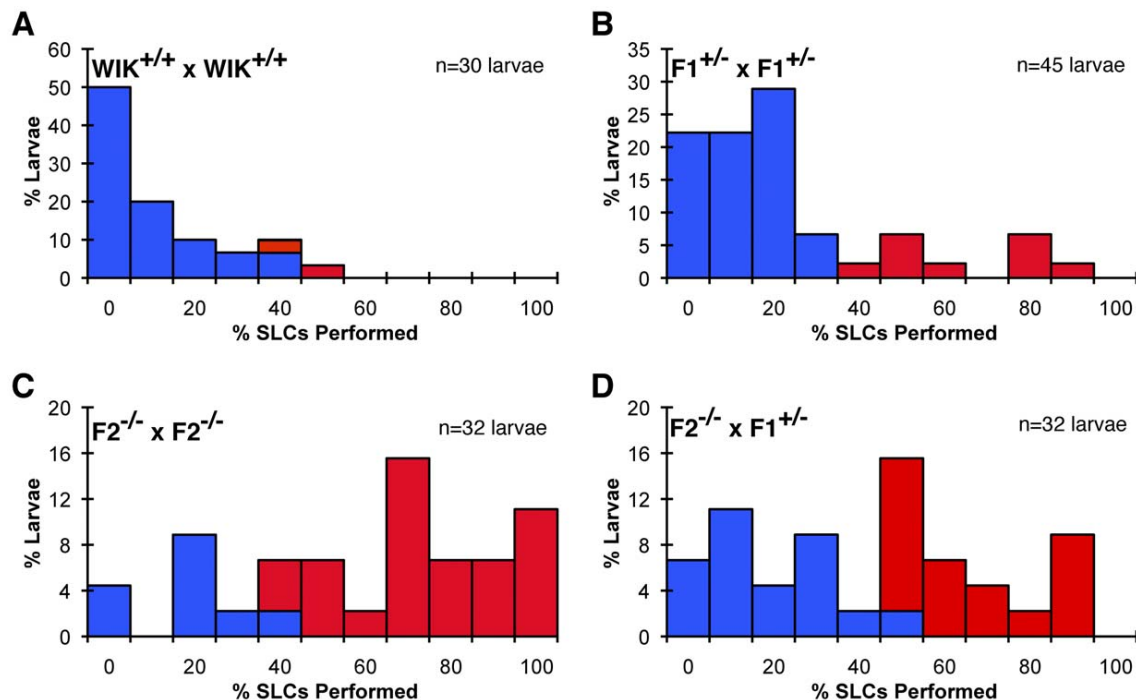 A
WIK+/+ x WIK+/+
n=30 larvae
% Larvae
60
50
40
30
20
10
0
0 20 40 60 80 100
% SLCs Performed
B
F1+/- x F1+/-
n=45 larvae
% Larvae
35
30
25
20
15
10
5
0
0 20 40 60 80 100
% SLCs Performed
C
F2-/- x F2-/-
n=32 larvae
% Larvae
20
16
12
8
4
0
0 20 40 60 80 100
% SLCs Performed
D
F2-/- x F1+/-
n=32 larvae
% Larvae
20
16
12
8
4
0
0 20 40 60 80 100
% SLCs Performed